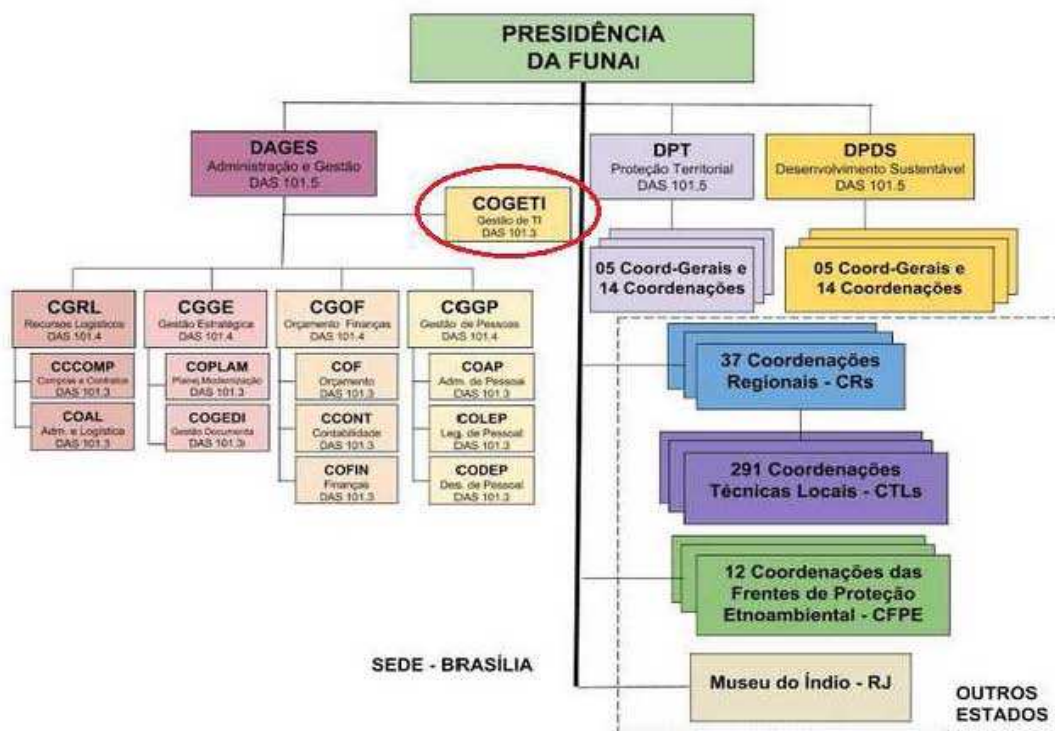 PRESIDÊNCIA
DA FUNAI
DAGES
Administração e Gestão
DAS 101.5
DPT
Proteção Territorial
DAS 101.5
DPDS
Desenvolvimento Sustentável
DAS 101.5
COGETI
Gestão de TI
DAS 101.3
05 Coord-Gerais e
14 Coordenações
05 Coord-Gerais e
14 Coordenações
CGRL
Recursos Logísticos
DAS 101.4
CGGE
Gestão Estratégica
DAS 101.4
CGOF
Orçamento Finanças
DAS 101.4
CGGP
Gestão de Pessoas
DAS 101.4
CCCOMP
Compras e Contratos
DAS 101.3
COPLAM
Planej.Modernização
DAS 101.3
COF
Orçamento
DAS 101.3
COAP
Adm. de Pessoal
DAS 101.3
COAL
Adm. e Logística
DAS 101.3
COGEDI
Gestão Documenta
DAS 101.3
CCONT
Contabilidade
DAS 101.3
COLEP
Leg. de Pessoal
DAS 101.3
COFIN
Finanças
DAS 101.3
CODEP
Des. de Pessoal
DAS 101.3
37 Coordenações
Regionais - CRs
291 Coordenações
Técnicas Locais - CTLs
12 Coordenações das
Frentes de Proteção
Etnoambiental - CFPE
Museu do Índio - RJ
SEDE - BRASÍLIA
OUTROS
ESTADOS